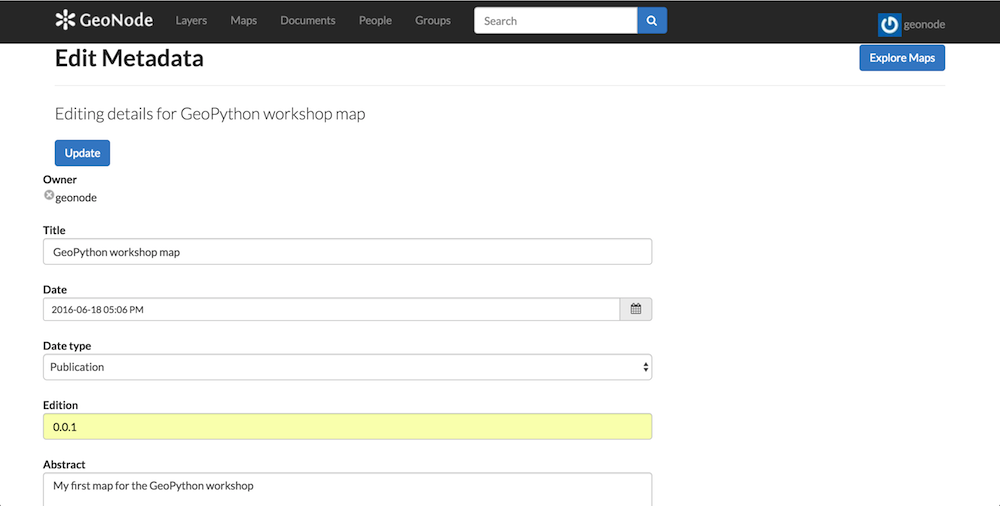 GeoNode Layers Maps Documents People Groups Search geonode
Edit Metadata Explore Maps
Editing details for GeoPython workshop map
Update
Owner
geonode
Title
GeoPython workshop map
Date
2016-06-18 05:06 PM
Date type
Publication
Edition
0.0.1
Abstract
My first map for the GeoPython workshop